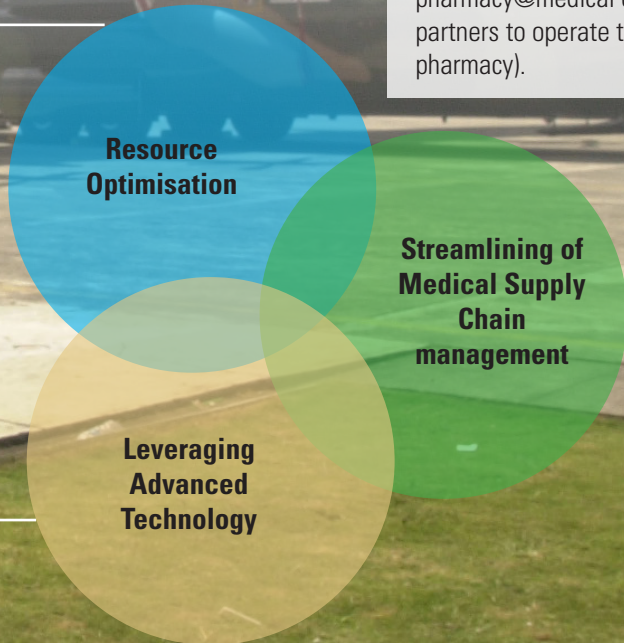 partners to operate t
pharmacy).
Resource
Optimisation
Streamlining of
Medical Supply
Chain
management
Leveraging
Advanced
Technology